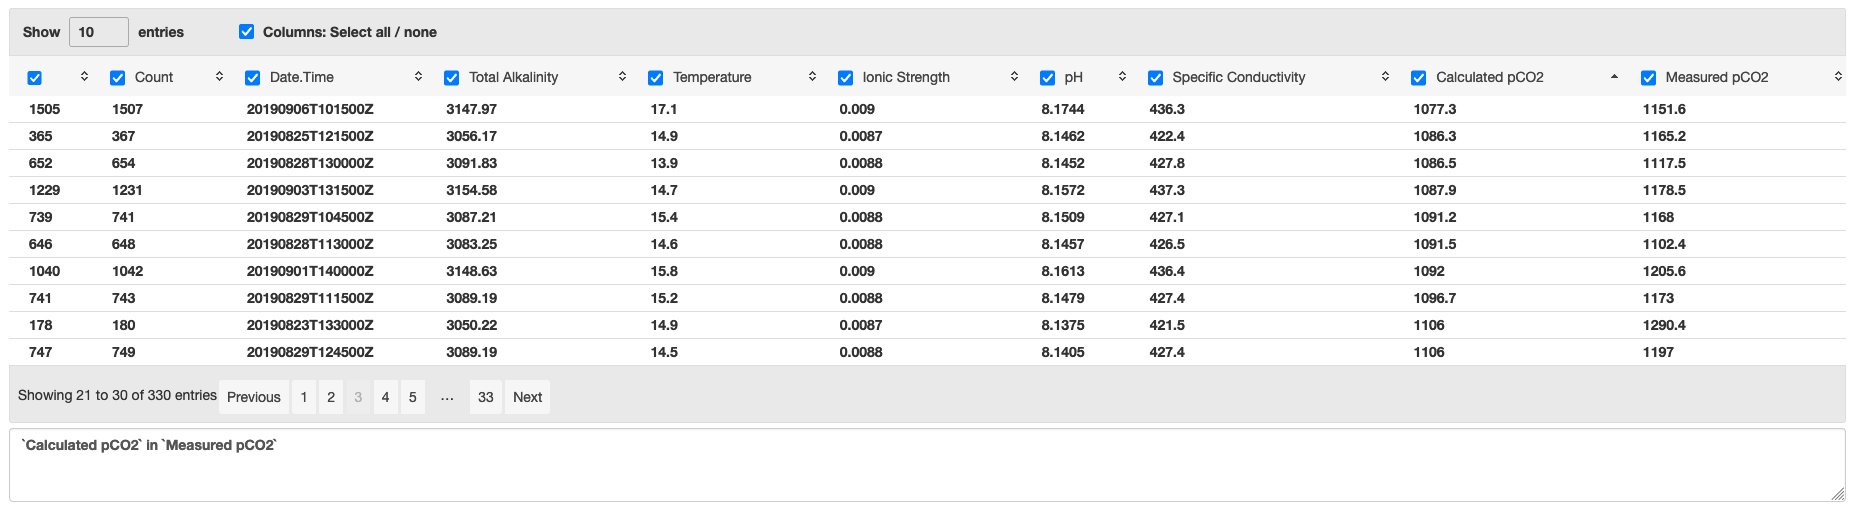 Show 10 entries Columns: Select all / none
Count Date.Time Total Alkalinity Temperature Ionic Strength pH Specific Conductivity Calculated pCO2 Measured pCO2
1505 1507 20190906T101500Z 3147.97 17.1 0.009 8.1744 436.3 1077.3 1151.6
365 367 20190825T121500Z 3056.17 14.9 0.0087 8.1462 422.4 1086.3 1165.2
652 654 20190828T130000Z 3091.83 13.9 0.0088 8.1452 427.8 1086.5 1117.5
1229 1231 20190903T131500Z 3154.58 14.7 0.009 8.1572 437.3 1087.9 1178.5
739 741 20190829T104500Z 3087.21 15.4 0.0088 8.1509 427.1 1091.2 1168
646 648 20190828T113000Z 3083.25 14.6 0.0088 8.1457 426.5 1091.5 1102.4
1040 1042 20190901T140000Z 3148.63 15.8 0.009 8.1613 436.4 1092 1205.6
741 743 20190829T111500Z 3089.19 15.2 0.0088 8.1479 427.4 1096.7 1173
178 180 20190823T133000Z 3050.22 14.9 0.0087 8.1375 421.5 1106 1290.4
747 749 20190829T124500Z 3089.19 14.5 0.0088 8.1405 427.4 1106 1197
Showing 21 to 30 of 330 entries Previous 1 2 3 4 5 … 33 Next
`Calculated pCO2` in `Measured pCO2`